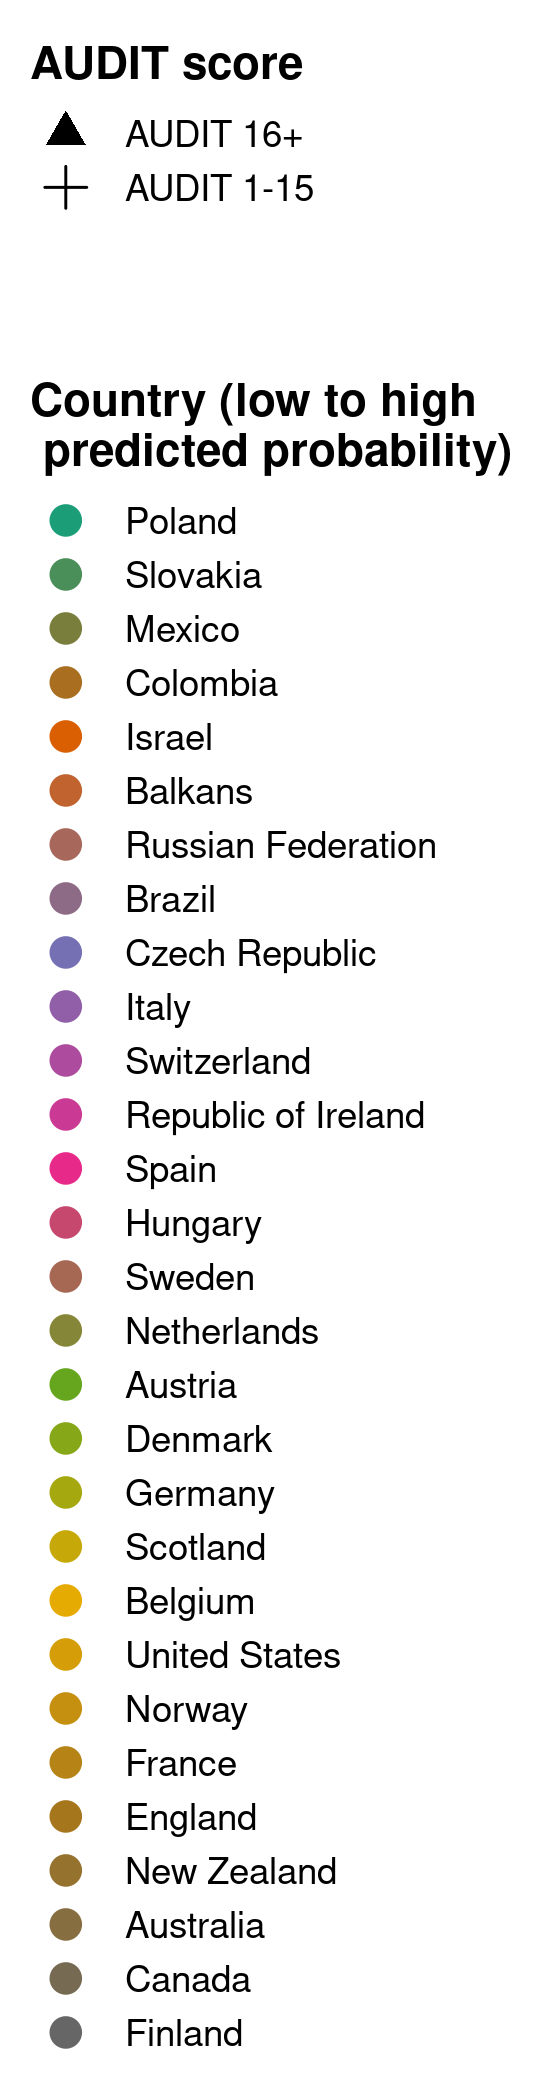 AUDIT score
AUDIT 16+
AUDIT 1-15
Country (low to high
predicted probability)
Poland
Slovakia
Mexico
Colombia
Israel
Balkans
Russian Federation
Brazil
Czech Republic
Italy
Switzerland
Republic of Ireland
Spain
Hungary
Sweden
Netherlands
Austria
Denmark
Germany
Scotland
Belgium
United States
Norway
France
England
New Zealand
Australia
Canada
Finland